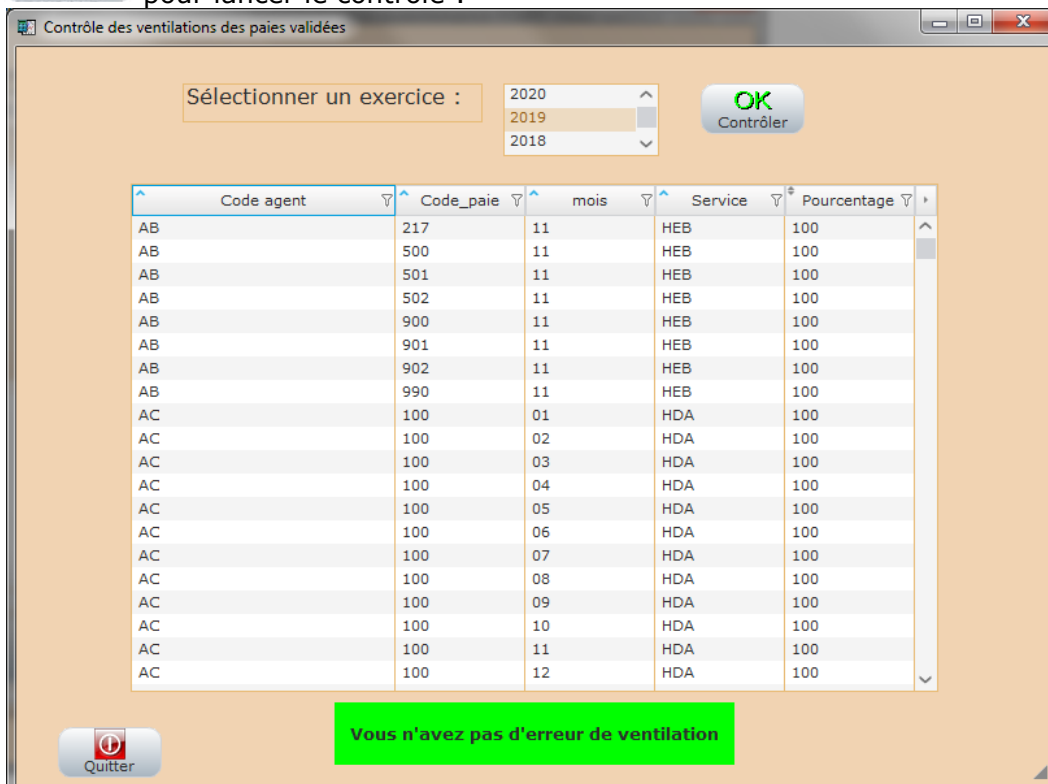 pour lancer le contrôle :
Contrôle des ventilations des paies validées
Sélectionner un exercice :
2020
2019
2018
OK
Contrôler
Code agent Code_paie mois Service Pourcentage
AB 217 11 HEB 100
AB 500 11 HEB 100
AB 501 11 HEB 100
AB 502 11 HEB 100
AB 900 11 HEB 100
AB 901 11 HEB 100
AB 902 11 HEB 100
AB 990 11 HEB 100
AC 100 01 HDA 100
AC 100 02 HDA 100
AC 100 03 HDA 100
AC 100 04 HDA 100
AC 100 05 HDA 100
AC 100 06 HDA 100
AC 100 07 HDA 100
AC 100 08 HDA 100
AC 100 09 HDA 100
AC 100 10 HDA 100
AC 100 11 HDA 100
AC 100 12 HDA 100
Vous n'avez pas d'erreur de ventilation
Quitter